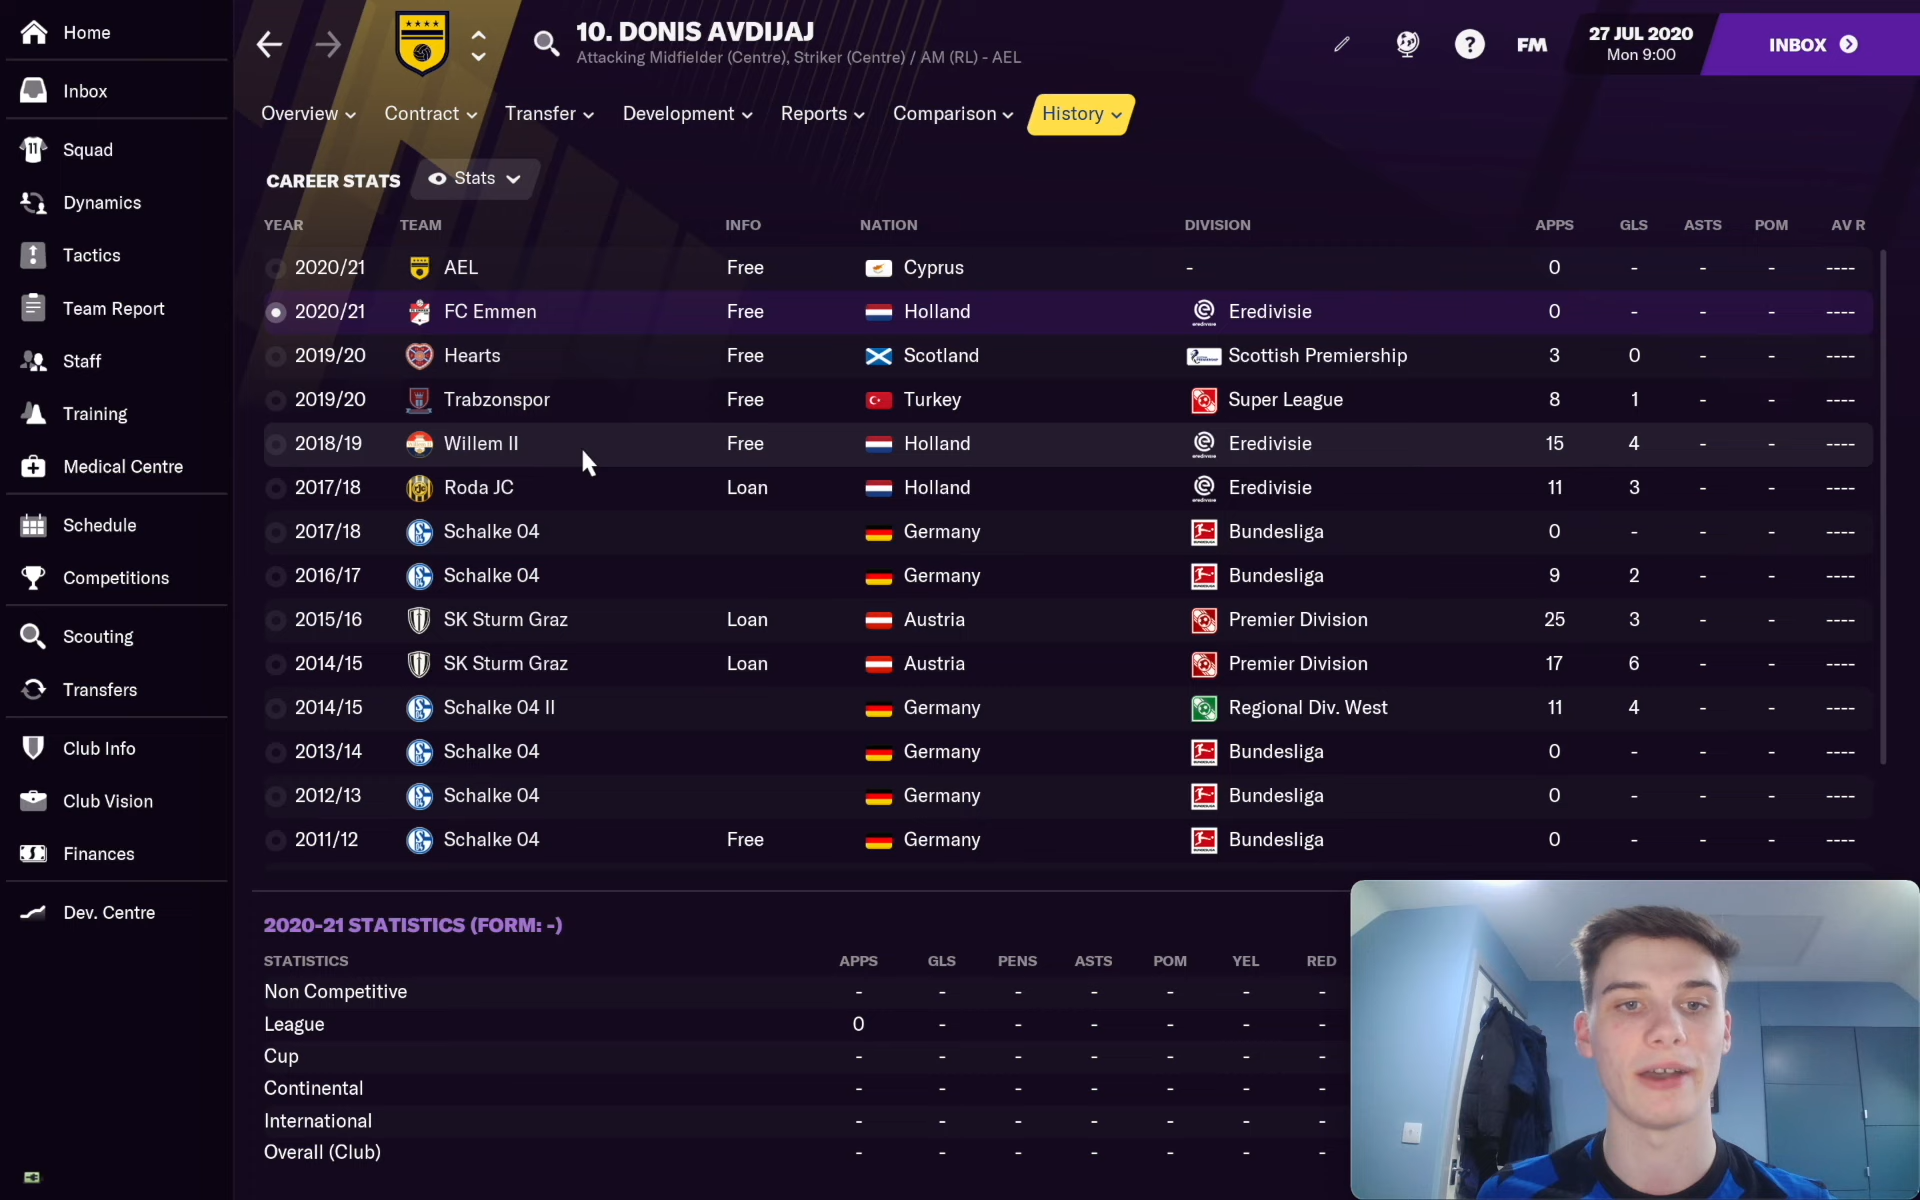 Home
Inbox
Squad
Dynamics
Tactics
Team Report
Staff
Training
Medical Centre
Schedule
Competitions
Scouting
Transfers
Club Info
Club Vision
Finances
Dev. Centre
10. DONIS AVDIJAJ
Attacking Midfielder (Centre), Striker (Centre) / AM (RL) - AEL
? FM
27 JUL 2020
Mon 9:00
INBOX
Overview Contract Transfer Development Reports Comparison History
CAREER STATS Stats
YEAR TEAM INFO NATION DIVISION APPS GLS ASTS POM AV R
2020/21 AEL Free Cyprus - 0 - - - ----
2020/21 FC Emmen Free Holland Eredivisie 0 - - - ----
2019/20 Hearts Free Scotland Scottish Premiership 3 0 - - ----
2019/20 Trabzonspor Free Turkey Super League 8 1 - - ----
2018/19 Willem II Free Holland Eredivisie 15 4 - - ----
2017/18 Roda JC Loan Holland Eredivisie 11 3 - - ----
2017/18 Schalke 04 Germany Bundesliga 0 - - - ----
2016/17 Schalke 04 Germany Bundesliga 9 2 - - ----
2015/16 SK Sturm Graz Loan Austria Premier Division 25 3 - - ----
2014/15 SK Sturm Graz Loan Austria Premier Division 17 6 - - ----
2014/15 Schalke 04 II Germany Regional Div. West 11 4 - - ----
2013/14 Schalke 04 Germany Bundesliga 0 - - - ----
2012/13 Schalke 04 Germany Bundesliga 0 - - - ----
2011/12 Schalke 04 Free Germany Bundesliga 0 - - - ----
2020-21 STATISTICS (FORM: -)
STATISTICS APPS GLS PENS ASTS POM YEL RED
Non Competitive - - - - - - -
League 0 - - - - - -
Cup - - - - - - -
Continental - - - - - - -
International - - - - - - -
Overall (Club) - - - - - - -